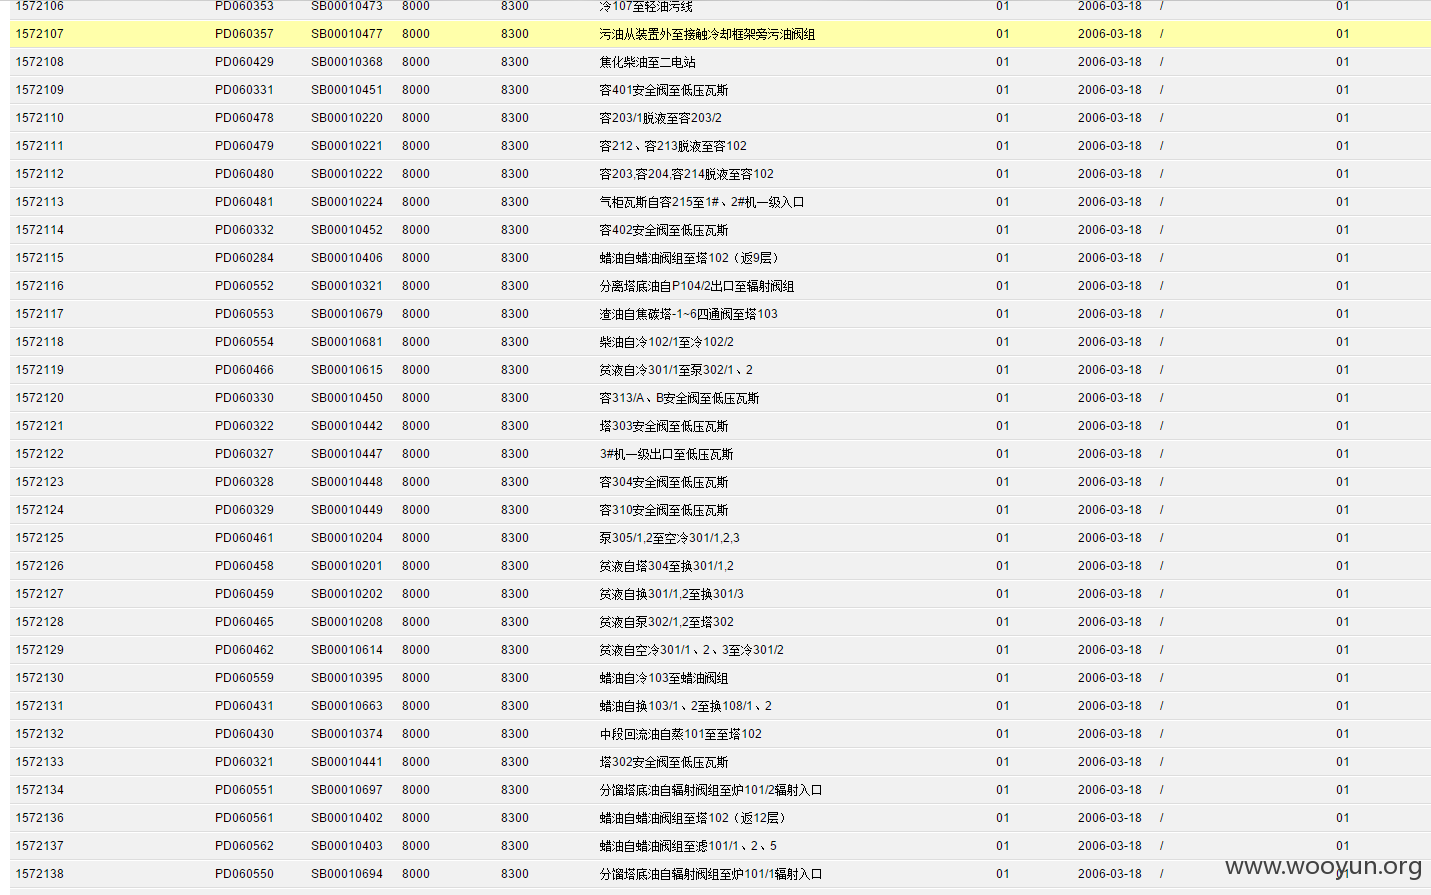 1572106 PD060353 SB00010473 8000 8300 冷107至轻油污线 01 2006-03-18 / 01
1572107 PD060357 SB00010477 8000 8300 污油从装置外至接触冷却框架旁污油阀组 01 2006-03-18 / 01
1572108 PD060429 SB00010368 8000 8300 焦化柴油至二电站 01 2006-03-18 / 01
1572109 PD060331 SB00010451 8000 8300 容401安全阀至低压瓦斯 01 2006-03-18 / 01
1572110 PD060478 SB00010220 8000 8300 容203/1脱液至容203/2 01 2006-03-18 / 01
1572111 PD060479 SB00010221 8000 8300 容212、容213脱液至容102 01 2006-03-18 / 01
1572112 PD060480 SB00010222 8000 8300 容203,容204,容214脱液至容102 01 2006-03-18 / 01
1572113 PD060481 SB00010224 8000 8300 气柜瓦斯自容215至1#、2#机一级入口 01 2006-03-18 / 01
1572114 PD060332 SB00010452 8000 8300 容402安全阀至低压瓦斯 01 2006-03-18 / 01
1572115 PD060284 SB00010406 8000 8300 蜡油自蜡油阀组至塔102（返9层） 01 2006-03-18 / 01
1572116 PD060552 SB00010321 8000 8300 分离塔底油自P104/2出口至辐射阀组 01 2006-03-18 / 01
1572117 PD060553 SB00010679 8000 8300 渣油自焦碳塔-1~6四通阀至塔103 01 2006-03-18 / 01
1572118 PD060554 SB00010681 8000 8300 柴油自冷102/1至冷102/2 01 2006-03-18 / 01
1572119 PD060466 SB00010615 8000 8300 贫液自冷301/1至泵302/1、2 01 2006-03-18 / 01
1572120 PD060330 SB00010450 8000 8300 容313/A、B安全阀至低压瓦斯 01 2006-03-18 / 01
1572121 PD060322 SB00010442 8000 8300 塔303安全阀至低压瓦斯 01 2006-03-18 / 01
1572122 PD060327 SB00010447 8000 8300 3#机一级出口至低压瓦斯 01 2006-03-18 / 01
1572123 PD060328 SB00010448 8000 8300 容304安全阀至低压瓦斯 01 2006-03-18 / 01
1572124 PD060329 SB00010449 8000 8300 容310安全阀至低压瓦斯 01 2006-03-18 / 01
1572125 PD060461 SB00010204 8000 8300 泵305/1,2至空冷301/1,2,3 01 2006-03-18 / 01
1572126 PD060458 SB00010201 8000 8300 贫液自塔304至换301/1,2 01 2006-03-18 / 01
1572127 PD060459 SB00010202 8000 8300 贫液自换301/1,2至换301/3 01 2006-03-18 / 01
1572128 PD060465 SB00010208 8000 8300 贫液自泵302/1,2至塔302 01 2006-03-18 / 01
1572129 PD060462 SB00010614 8000 8300 贫液自空冷301/1、2、3至冷301/2 01 2006-03-18 / 01
1572130 PD060559 SB00010395 8000 8300 蜡油自冷103至蜡油阀组 01 2006-03-18 / 01
1572131 PD060431 SB00010663 8000 8300 蜡油自换103/1、2至换108/1、2 01 2006-03-18 / 01
1572132 PD060430 SB00010374 8000 8300 中段回流油自蒸101至至塔102 01 2006-03-18 / 01
1572133 PD060321 SB00010441 8000 8300 塔302安全阀至低压瓦斯 01 2006-03-18 / 01
1572134 PD060551 SB00010697 8000 8300 分馏塔底油自辐射阀组至炉101/2辐射入口 01 2006-03-18 / 01
1572136 PD060561 SB00010402 8000 8300 蜡油自蜡油阀组至塔102（返12层） 01 2006-03-18 / 01
1572137 PD060562 SB00010403 8000 8300 蜡油自蜡油阀组至滤101/1、2、5 01 2006-03-18 / 01
1572138 PD060550 SB00010694 8000 8300 分馏塔底油自辐射阀组至炉101/1辐射入口 01 2006-03-18 / 01
www.wooyun.org